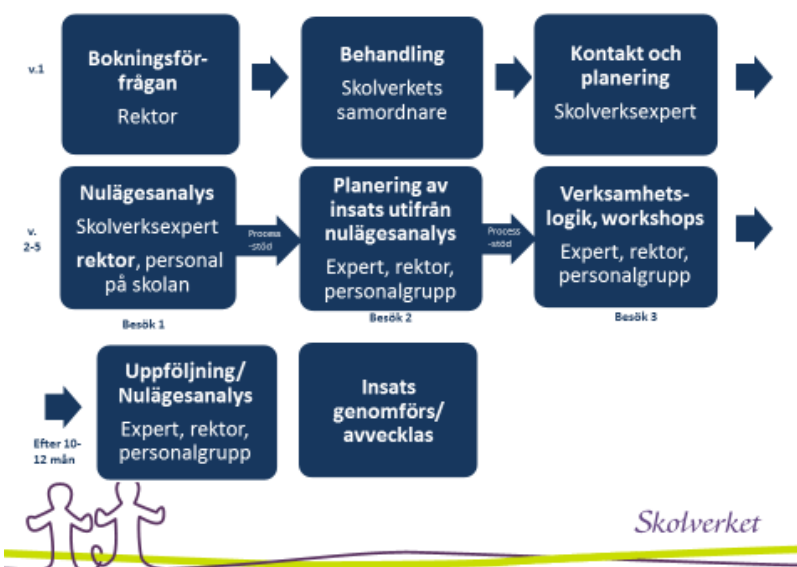 v.1
Bokningsför-
frågan
Rektor
Behandling
Skolverkets
samordnare
Kontakt och
planering
Skolverksexpert
v.
2-5
Nulägesanalys
Skolverksexpert
rektor, personal
på skolan
Process
-stöd
Planering av
insats utifrån
nulägesanalys
Expert, rektor,
personalgrupp
Process
-stöd
Verksamhets-
logik, workshops
Expert, rektor,
personalgrupp
Besök 1
Besök 2
Besök 3
Efter 10-
12 mån
Uppföljning/
Nulägesanalys
Expert, rektor,
personalgrupp
Insats
genomförs/
avvecklas
Skolverket